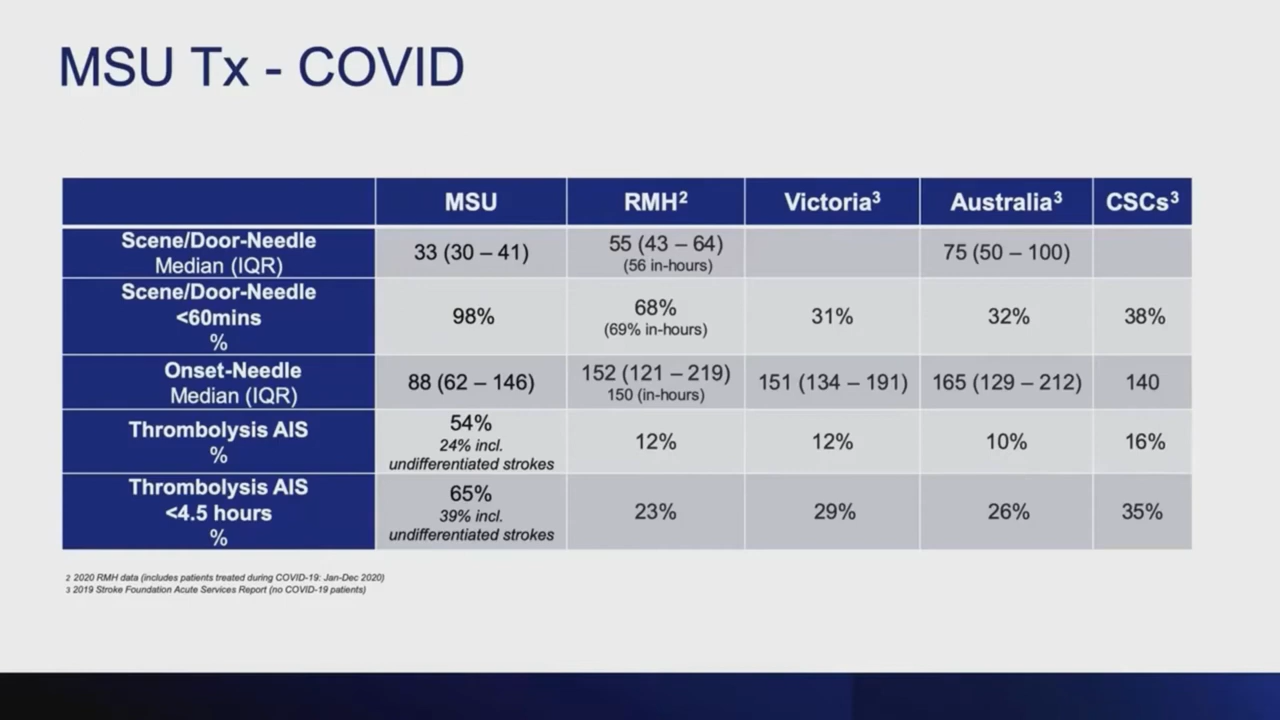 MSU Tx - COVID
MSU RMH² Victoria³ Australia³ CSCs³
Scene/Door-Needle
Median (IQR)
33 (30 – 41)
55 (43 – 64)
(56 in-hours)
75 (50 – 100)
Scene/Door-Needle
<60mins
%
98%
68%
(69% in-hours)
31%
32%
38%
Onset-Needle
Median (IQR)
88 (62 – 146)
152 (121 – 219)
150 (in-hours)
151 (134 – 191)
165 (129 – 212)
140
Thrombolysis AIS
%
54%
24% incl.
undifferentiated strokes
12%
12%
10%
16%
Thrombolysis AIS
<4.5 hours
%
65%
39% incl.
undifferentiated strokes
23%
29%
26%
35%
2 2020 RMH data (includes patients treated during COVID-19: Jan-Dec 2020)
3 2019 Stroke Foundation Acute Services Report (no COVID-19 patients)